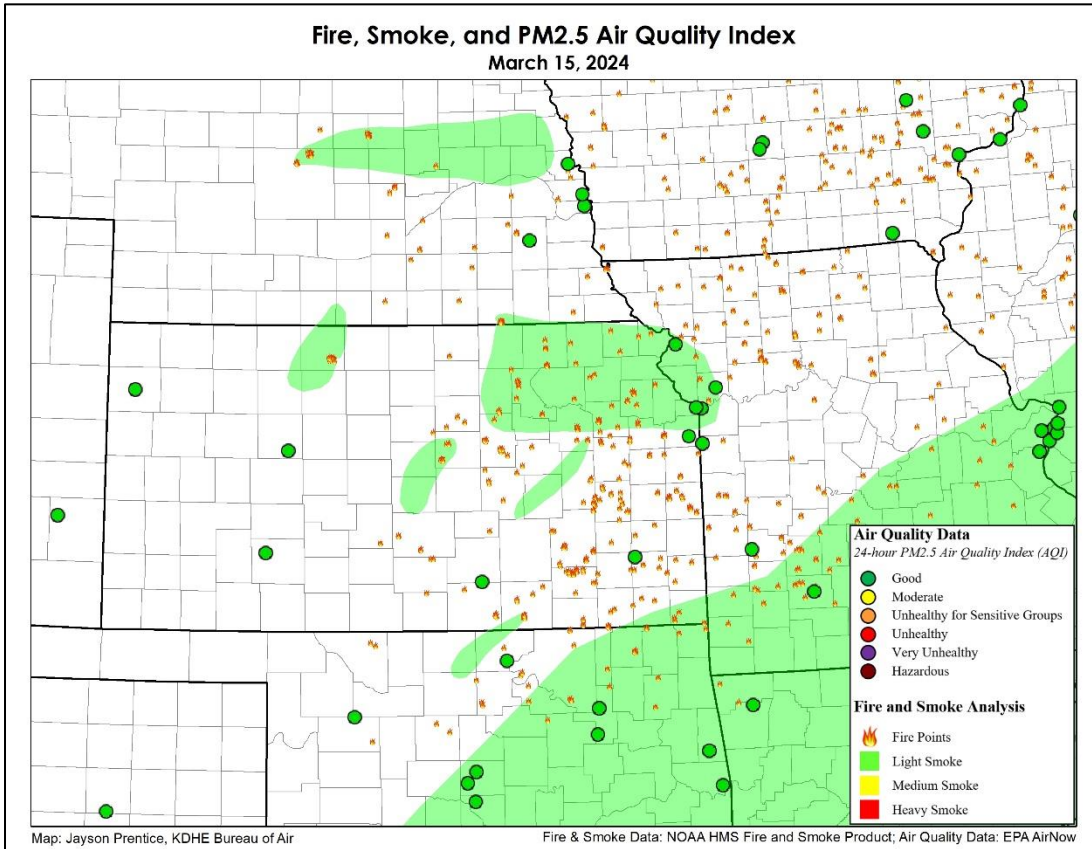 Fire, Smoke, and PM2.5 Air Quality Index
March 15, 2024
Air Quality Data
24-hour PM2.5 Air Quality Index (AQI)
Good
Moderate
Unhealthy for Sensitive Groups
Unhealthy
Very Unhealthy
Hazardous
Fire and Smoke Analysis
Fire Points
Light Smoke
Medium Smoke
Heavy Smoke
Map: Jayson Prentice, KDHE Bureau of Air
Fire & Smoke Data: NOAA HMS Fire and Smoke Product; Air Quality Data: EPA AirNow